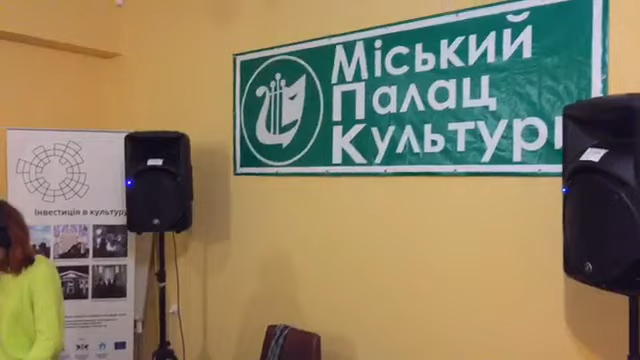 Міський
Палац
Культури
Інвестиція в культуру